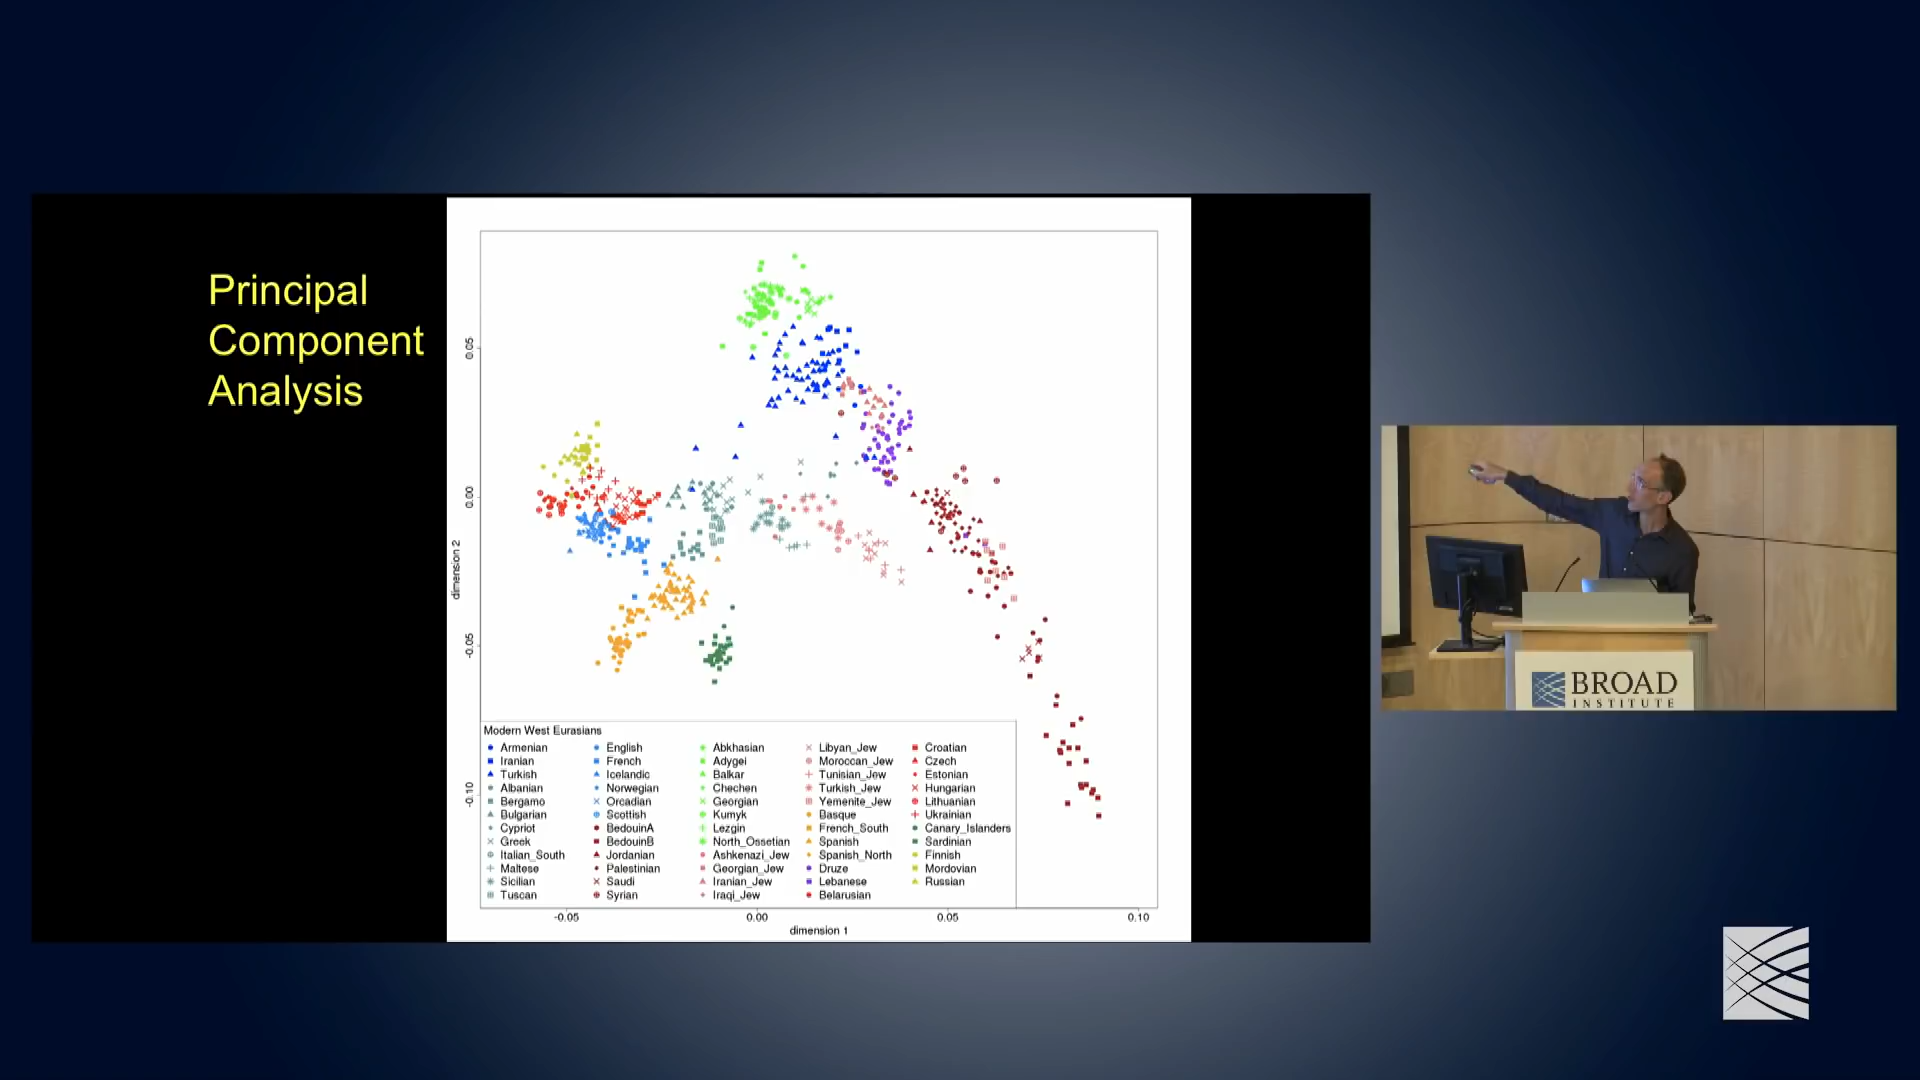 Principal
Component
Analysis
0.05
0.00
-0.05
-0.10
dimension 2
Modern West Eurasians
Armenian English Abkhasian Libyan_Jew Croatian
Iranian French Adygei Moroccan_Jew Czech
Turkish Icelandic Balkar Tunisian_Jew Estonian
Albanian Norwegian Chechen Turkish_Jew Hungarian
Bergamo Orcadian Georgian Yemenite_Jew Lithuanian
Bulgarian Scottish Kumyk Basque Ukrainian
Cypriot BedouinA Lezgin French_South Canary_Islanders
Greek BedouinB North_Ossetian Spanish Sardinian
Italian_South Jordanian Ashkenazi_Jew Spanish_North Finnish
Maltese Palestinian Georgian_Jew Druze Mordovian
Sicilian Saudi Iranian_Jew Lebanese Russian
Tuscan Syrian Iraqi_Jew Belarusian
-0.05 0.00 0.05 0.10
dimension 1
BROAD
INSTITUTE